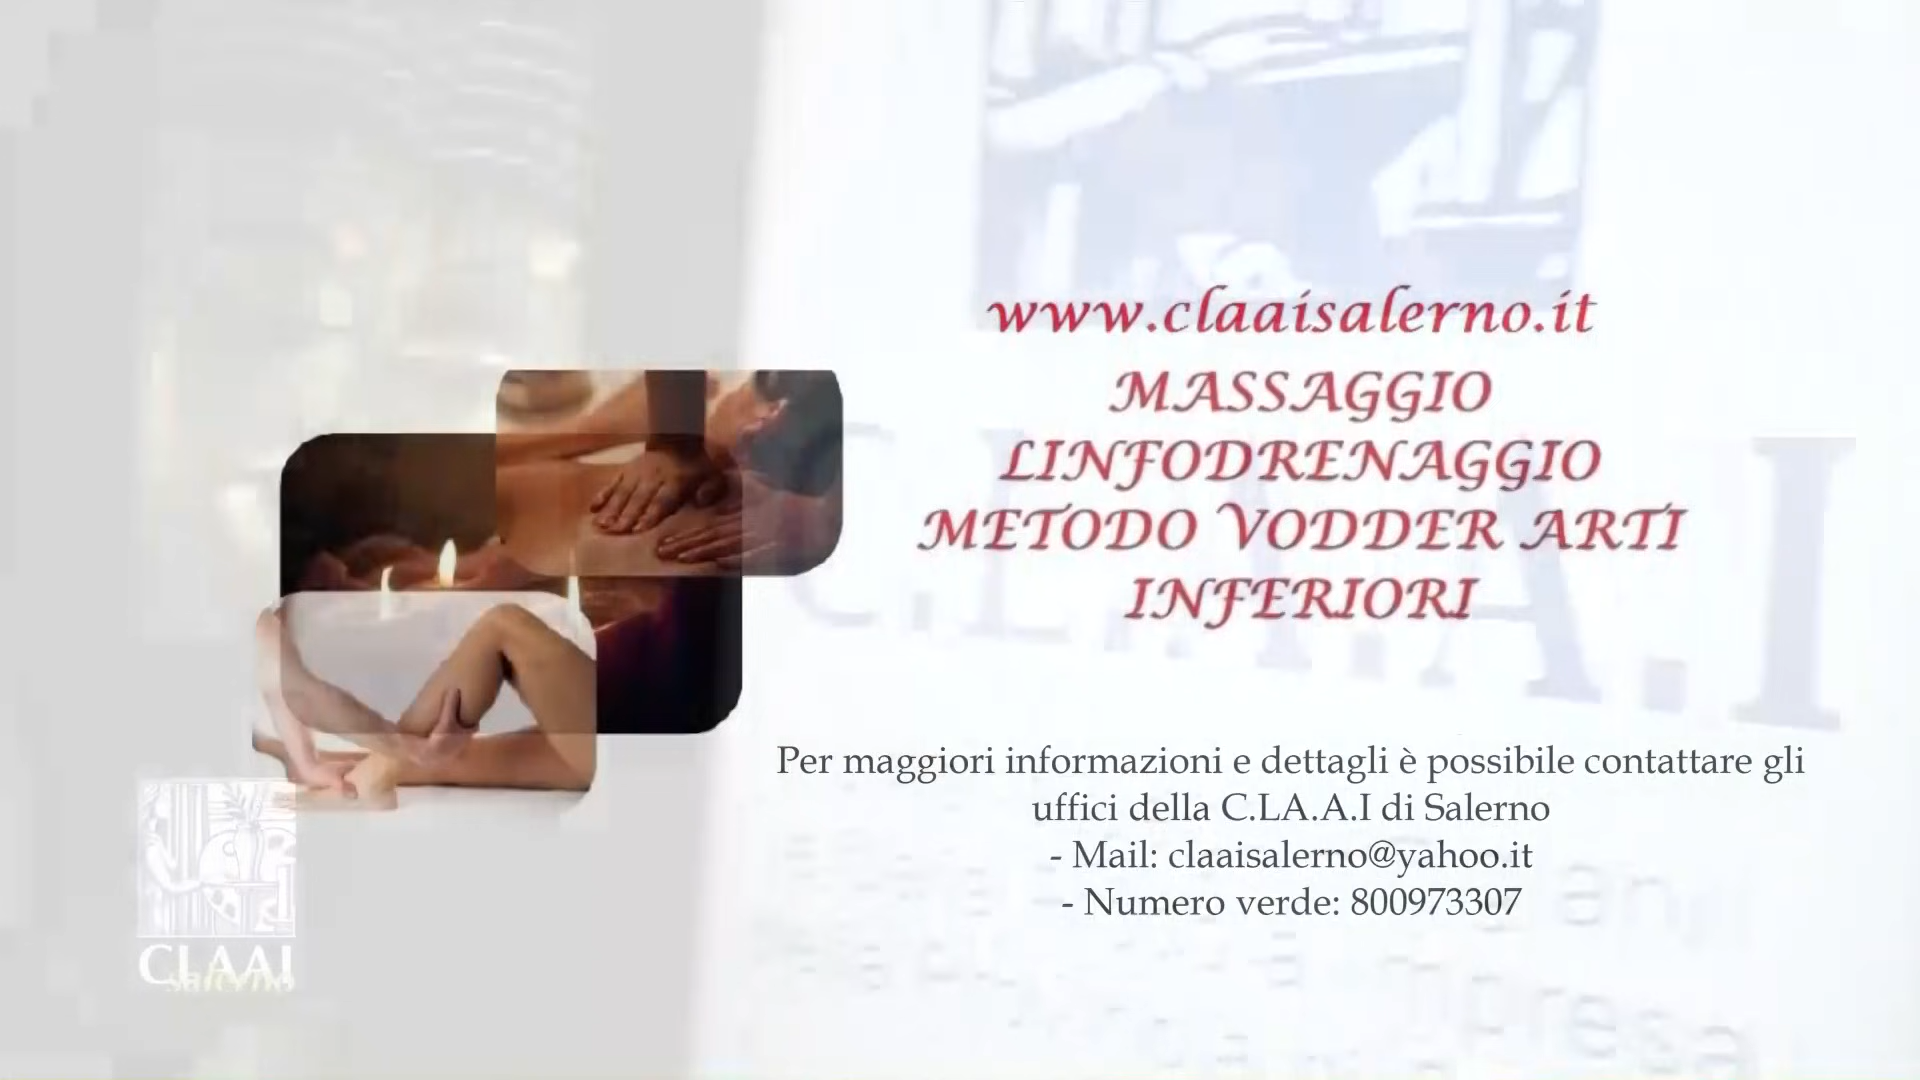 www.claaisalerno.it
MASSAGGIO
LINFODRENAGGIO
METODO VODDER ARTI
INFERIORI
C.L.A.A.I
Per maggiori informazioni e dettagli è possibile contattare gli
uffici della C.LA.A.I di Salerno
- Mail: claaisalerno@yahoo.it
- Numero verde: 800973307
CLAAI
salerno